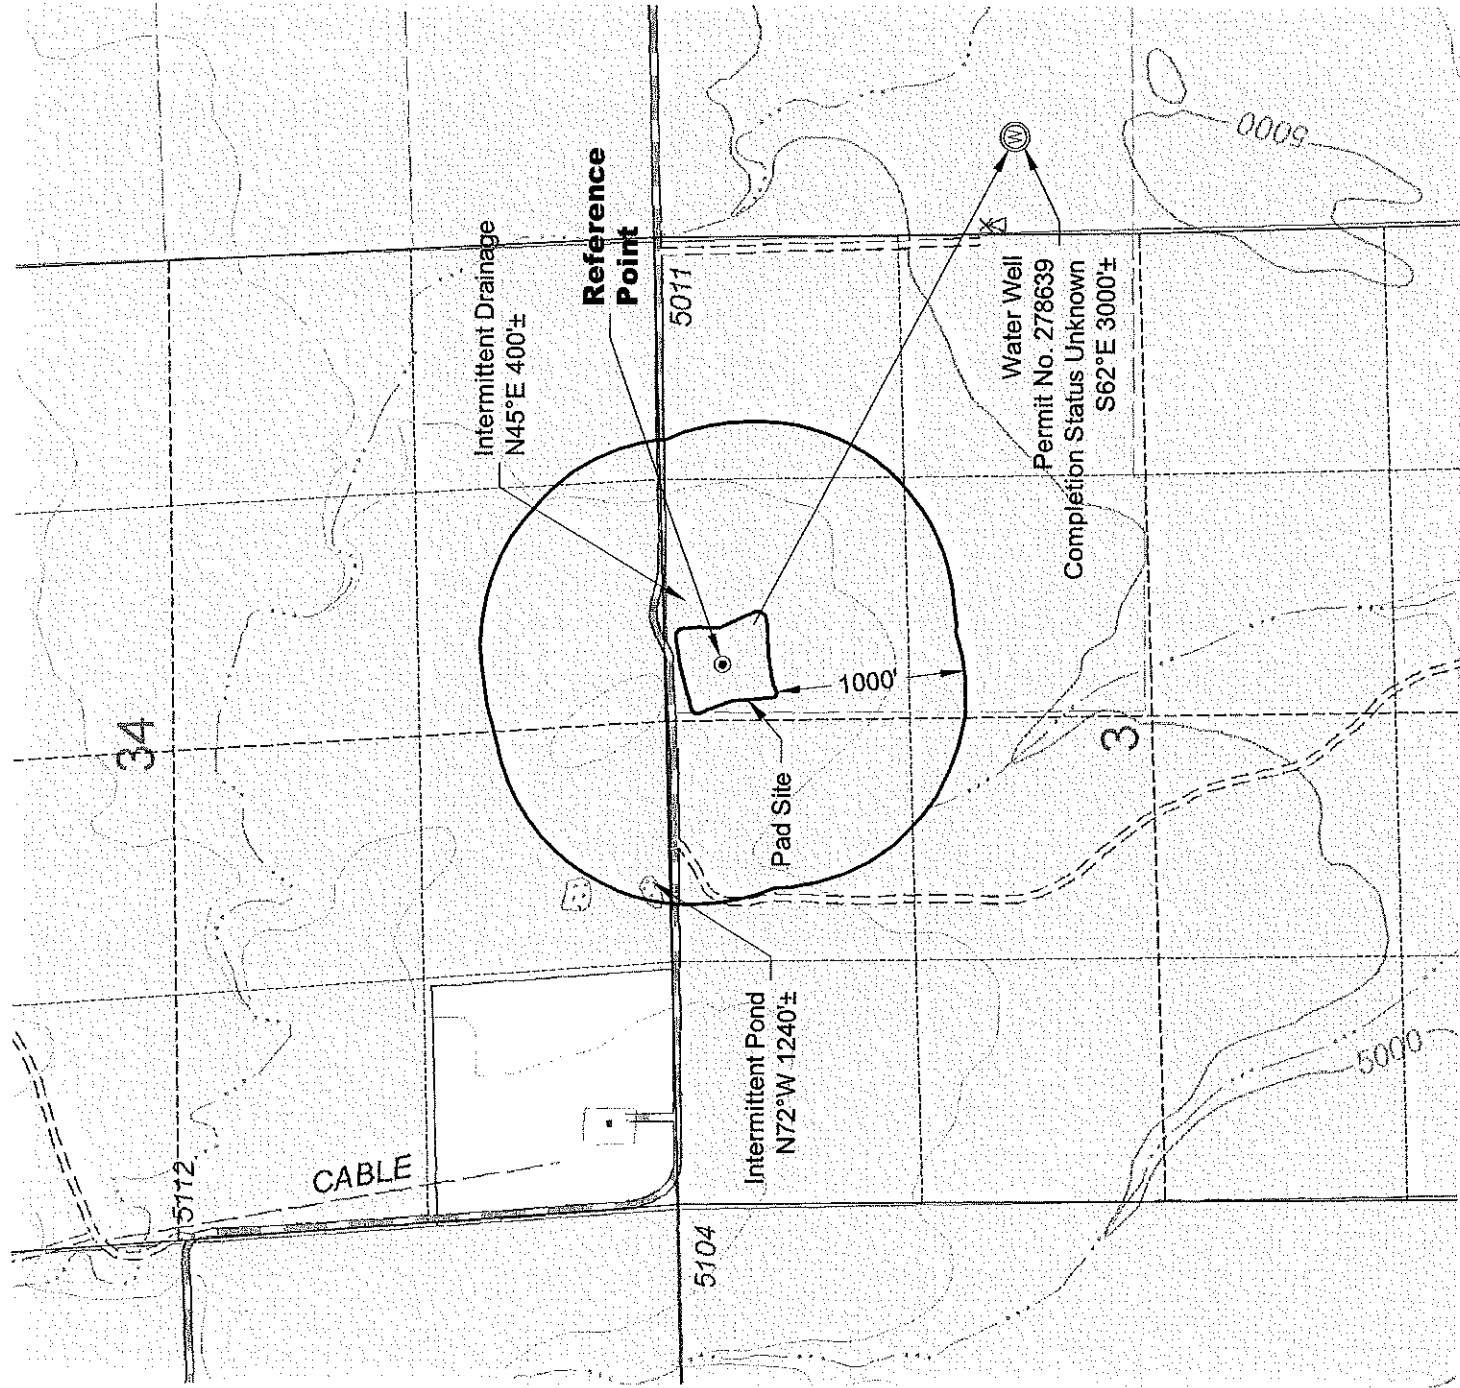 34
Intermittent Drainage
N45°E 400'±
Reference
Point
5011
5000
Water Well
Permit No. 278639
Completion Status Unknown
S62°E 3000'±
W
1000'
Pad Site
3
Intermittent Pond
N72°W 1240'±
5112
CABLE
5104
5000